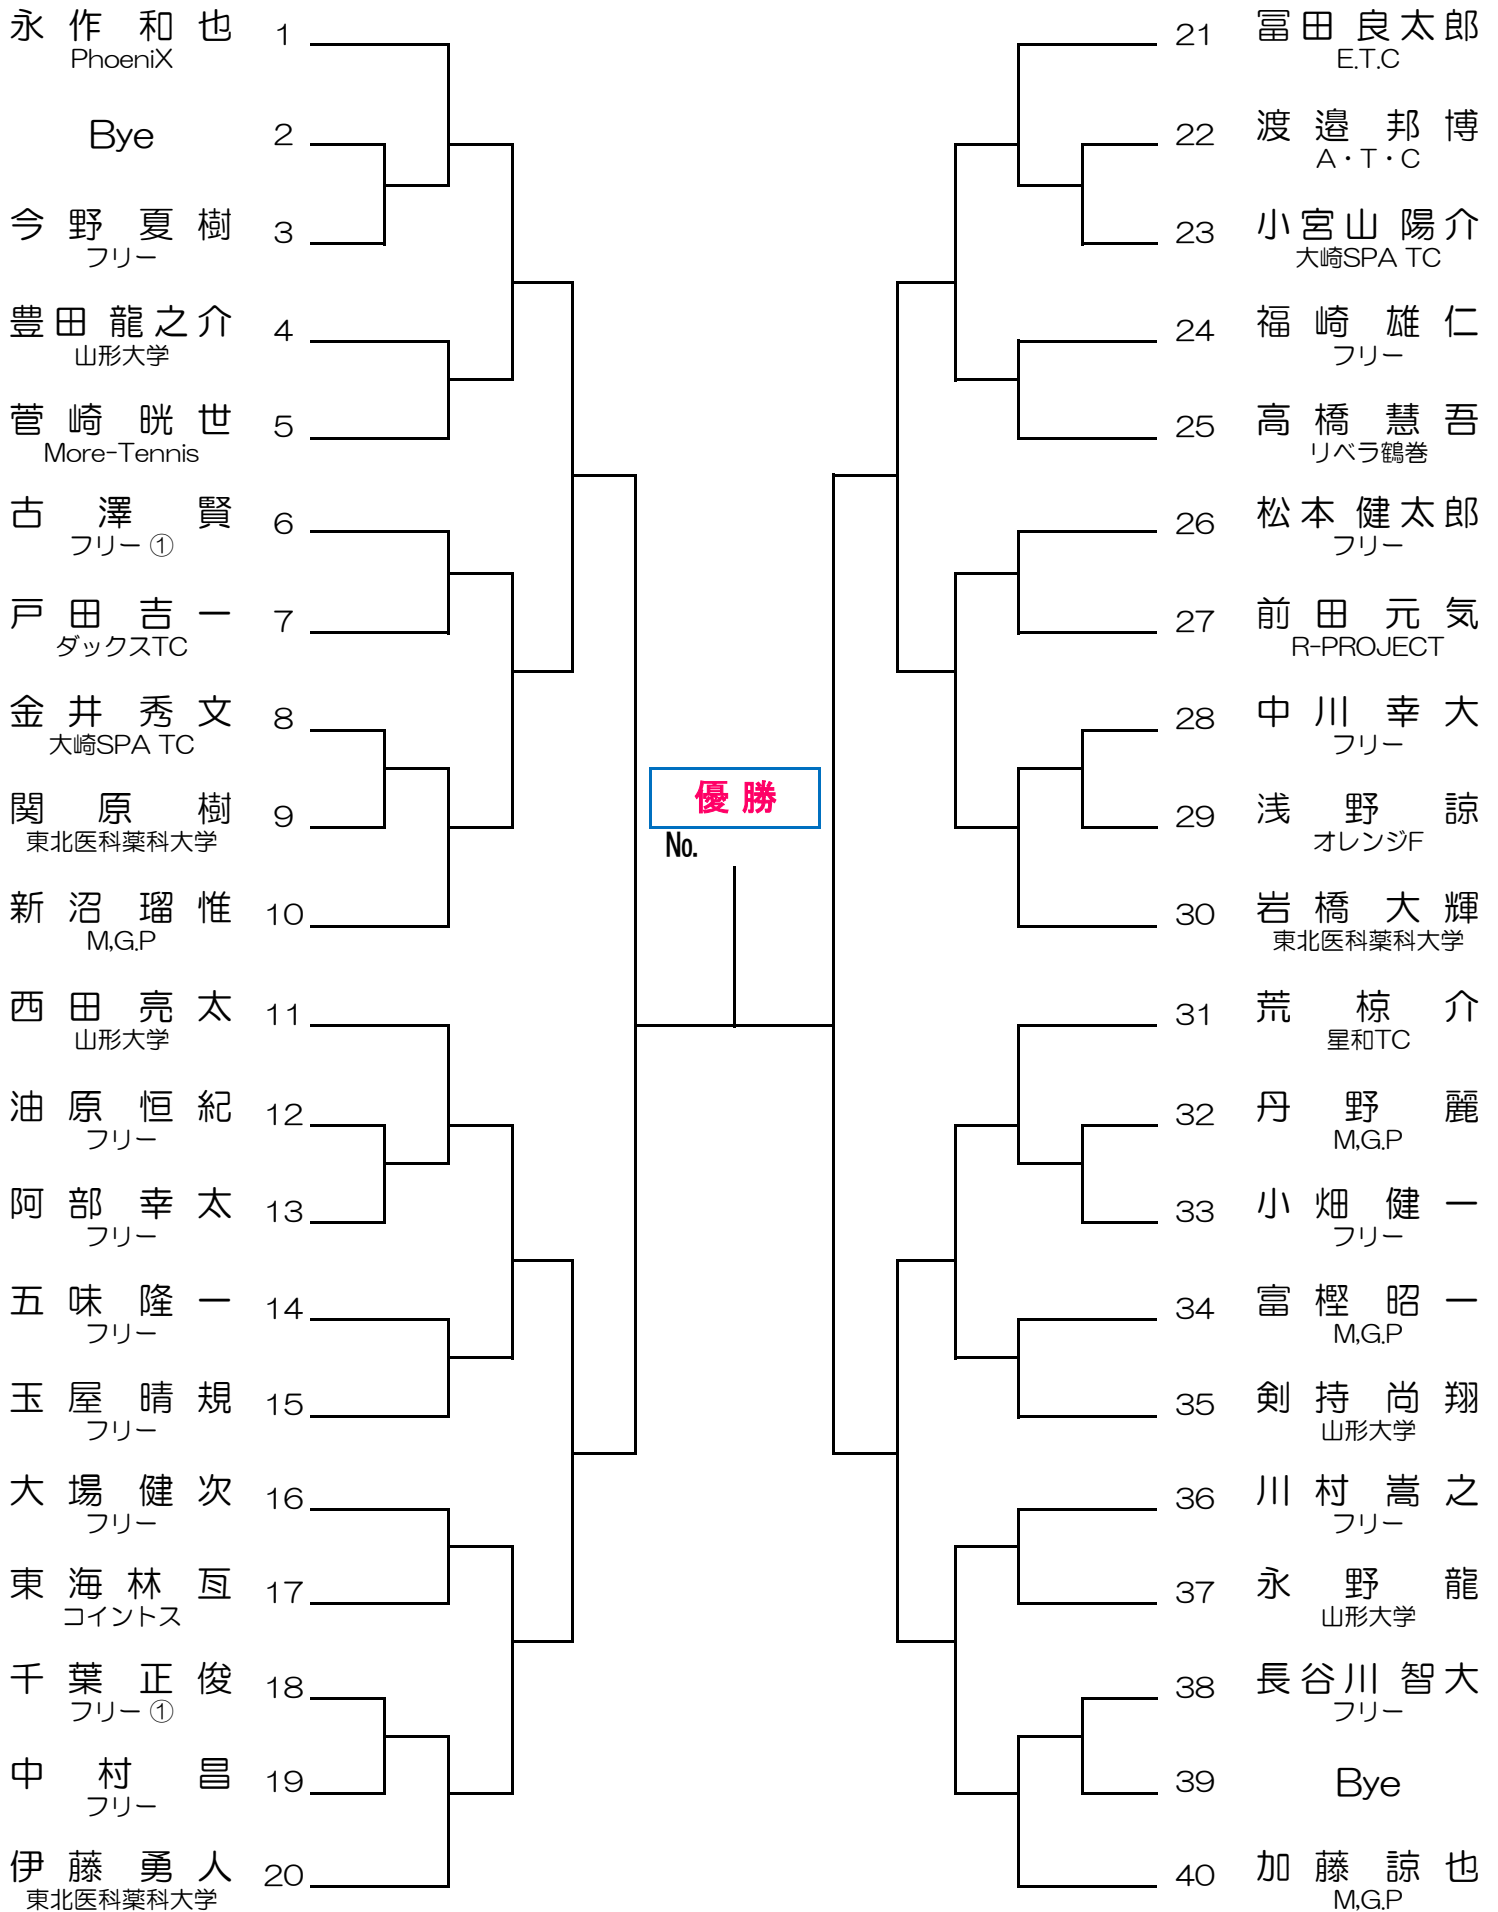 永作 和也 1
PhoeniX
Bye 2
今野 夏樹 3
フリー
豊田 龍之介 4
山形大学
菅崎 晄世 5
More-Tennis
古澤 賢 6
フリー ①
戸田 吉一 7
ダックスTC
金井 秀文 8
大崎SPA TC
関原 樹 9
東北医科薬科大学
新沼 瑠惟 10
M,G.P
西田 亮太 11
山形大学
油原 恒紀 12
フリー
阿部 幸太 13
フリー
五味 隆一 14
フリー
玉屋 晴規 15
フリー
大場 健次 16
フリー
東海林 亙 17
コイントス
千葉 正俊 18
フリー ①
中村 昌 19
フリー
伊藤 勇人 20
東北医科薬科大学
優勝
No.
21 冨田 良太郎
E.T.C
22 渡邉 邦博
A・T・C
23 小宮山 陽介
大崎SPA TC
24 福崎 雄仁
フリー
25 高橋 慧吾
リベラ鶴巻
26 松本 健太郎
フリー
27 前田 元気
R-PROJECT
28 中川 幸大
フリー
29 浅野 諒
オレンジF
30 岩橋 大輝
東北医科薬科大学
31 荒 椋介
星和TC
32 丹野 麗
M,G.P
33 小畑 健一
フリー
34 富樫 昭一
M,G.P
35 剣持 尚翔
山形大学
36 川村 嵩之
フリー
37 永野 龍
山形大学
38 長谷川 智大
フリー
39 Bye
40 加藤 諒也
M,G.P